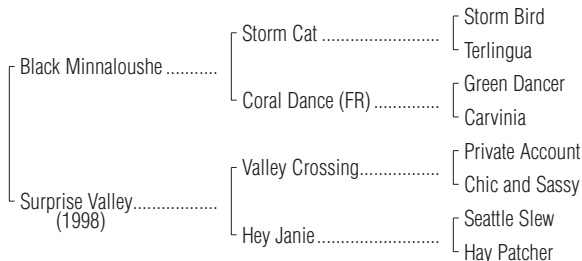 Storm Bird
Storm Cat ........................
Terlingua
Black Minnaloushe ..........
Green Dancer
Coral Dance (FR) .............
Carvinia
Private Account
Valley Crossing................
Chic and Sassy
Surprise Valley.................
(1998)
Seattle Slew
Hey Janie.........................
Hay Patcher